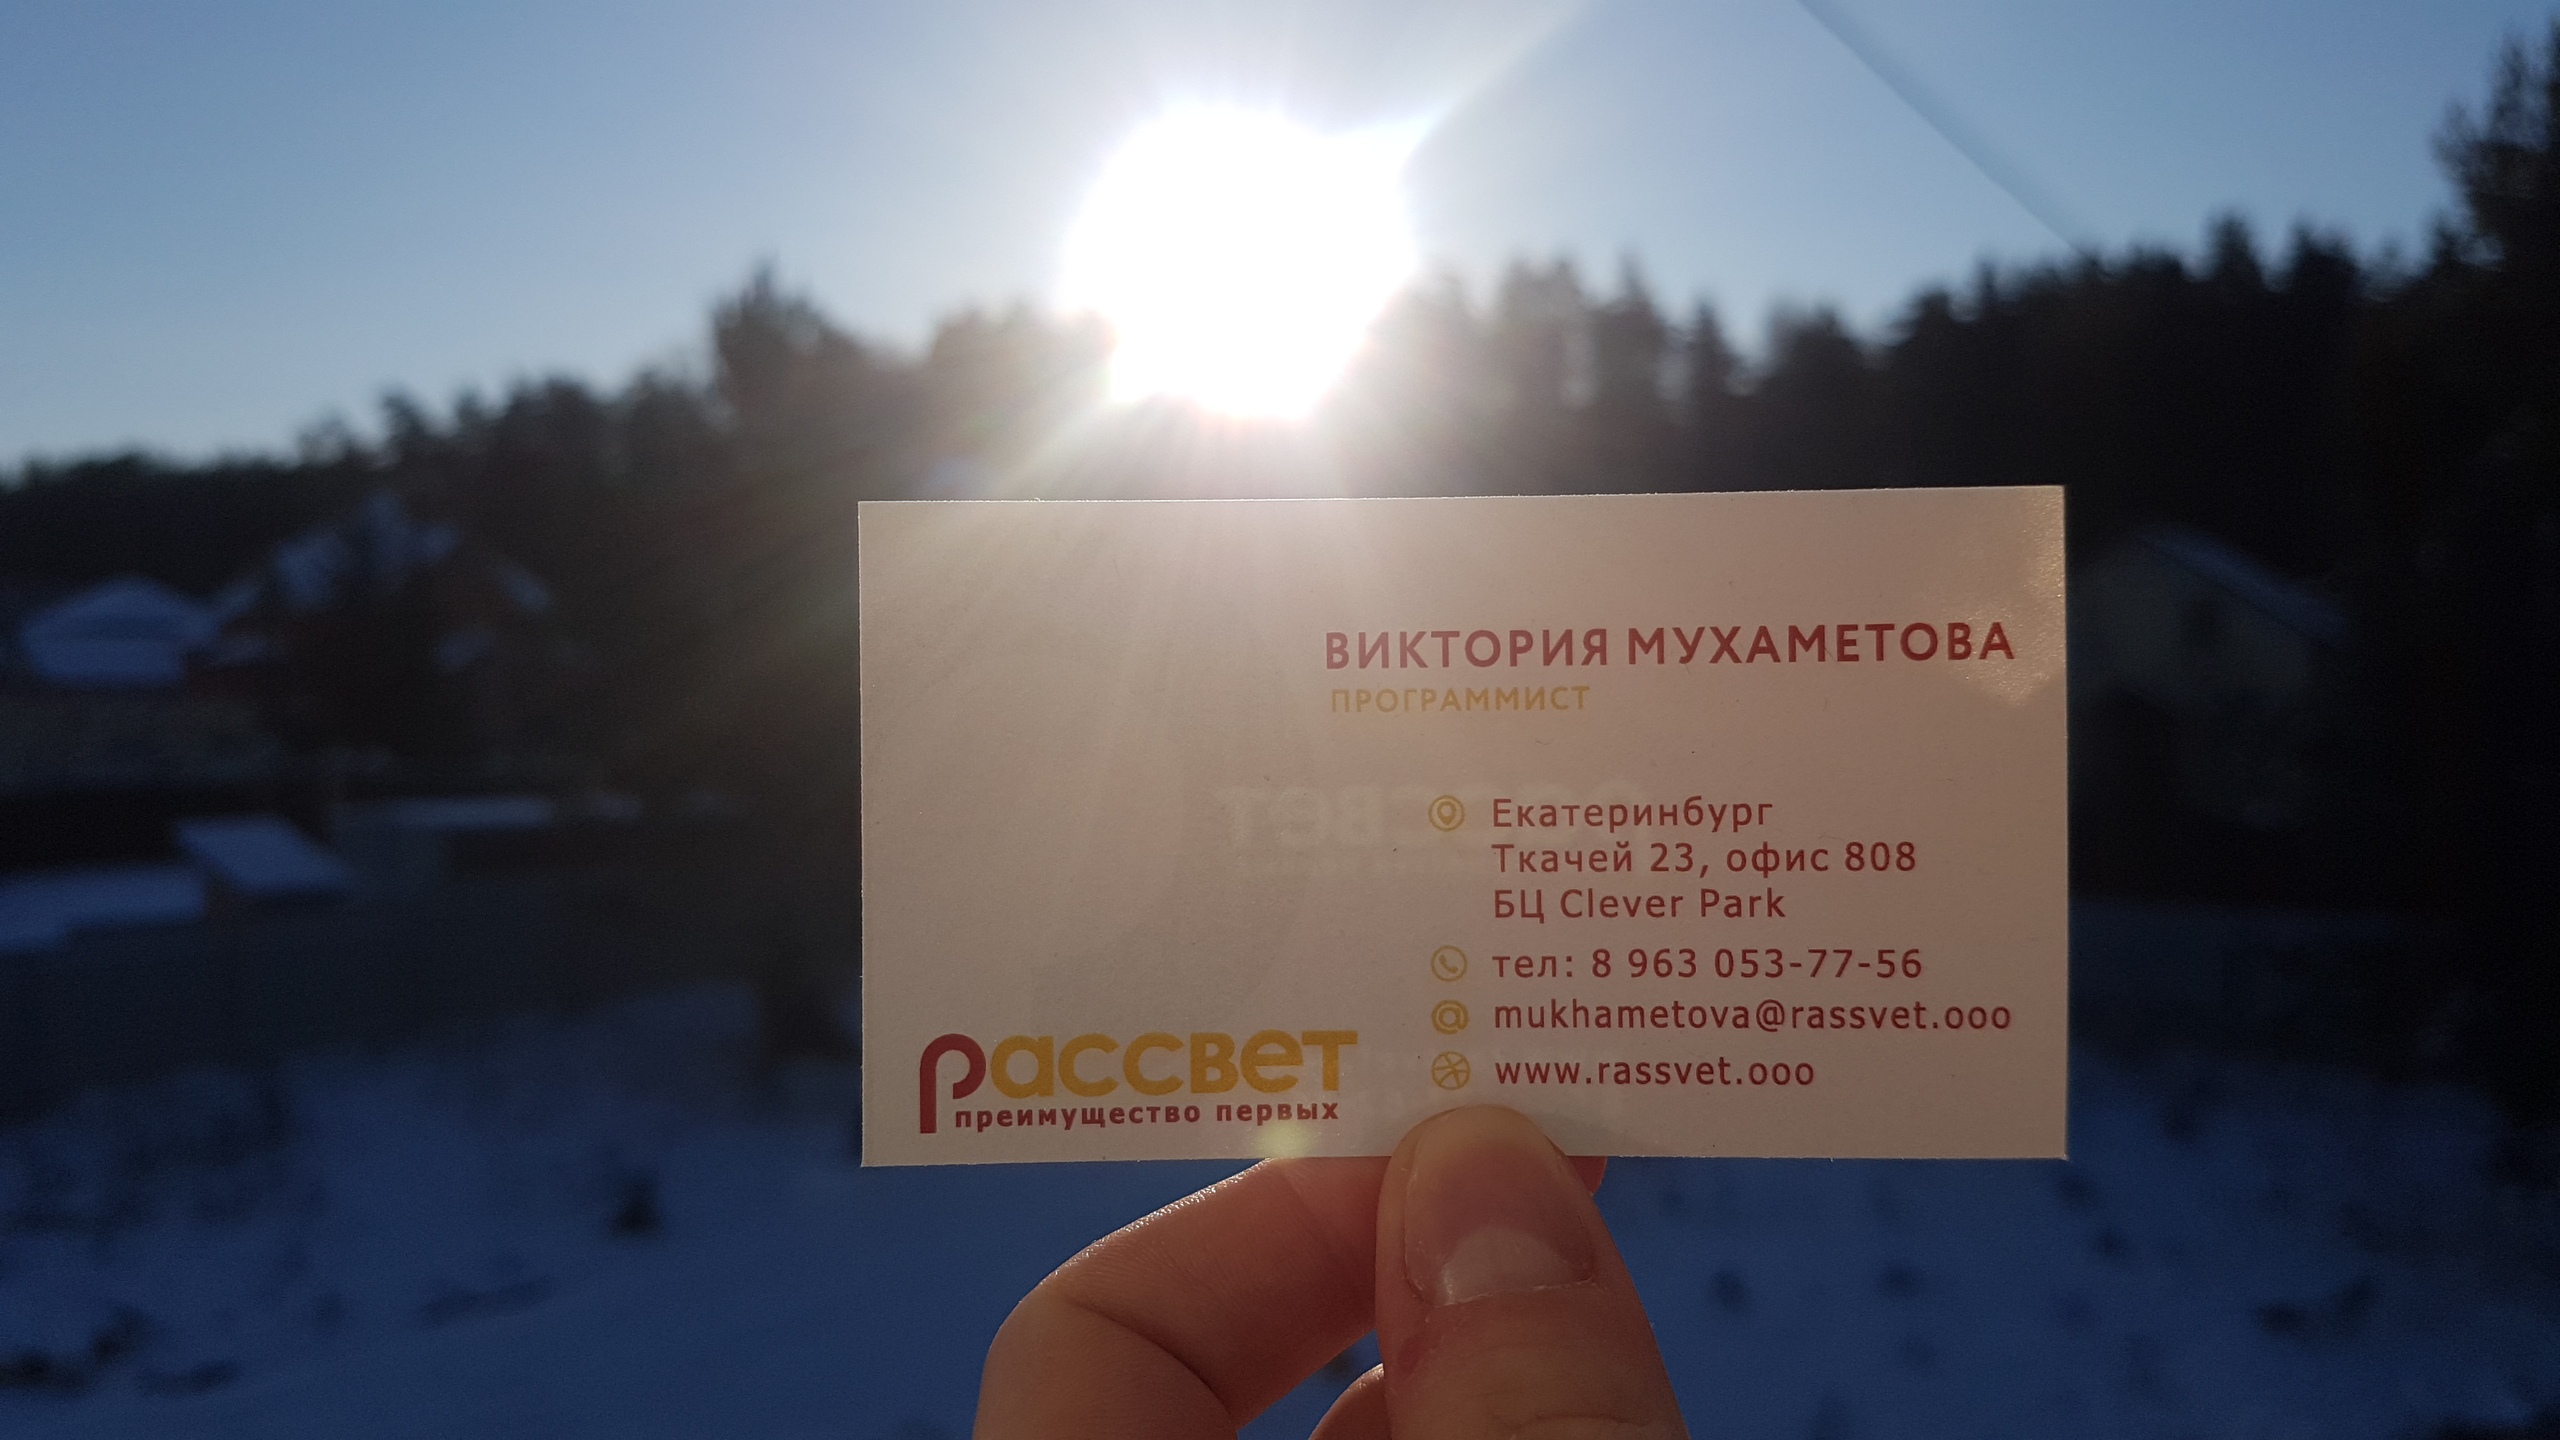 ВИКТОРИЯ МУХАМЕТОВА
ПРОГРАММИСТ
Екатеринбург
Ткачей 23, офис 808
БЦ Clever Park
тел: 8 963 053-77-56
mukhametova@rassvet.ooo
www.rassvet.ooo
рассвет
преимущество первых